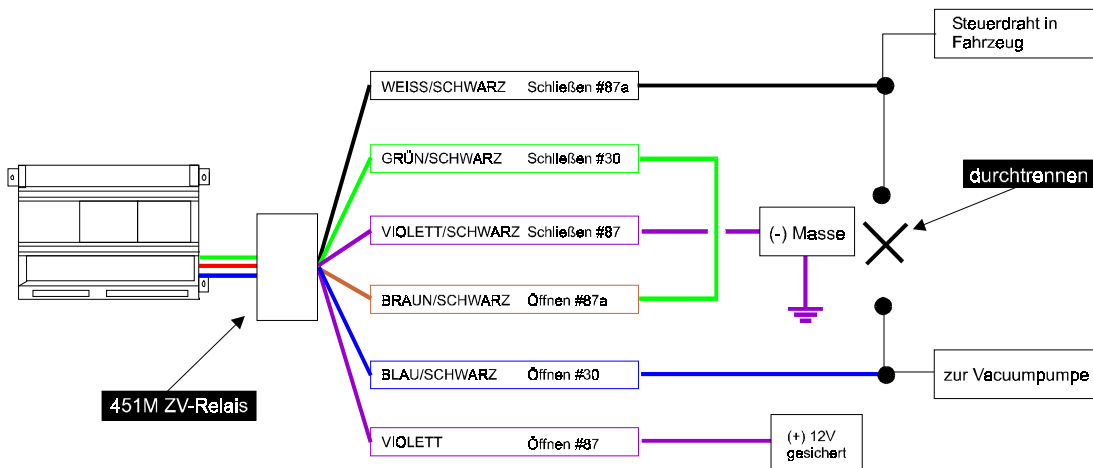 Steuerdraht in
Fahrzeug
WEISS/SCHWARZ Schließen #87a
GRÜN/SCHWARZ Schließen #30
durchtrennen
VIOLETT/SCHWARZ Schließen #87
(-) Masse
BRAUN/SCHWARZ Öffnen #87a
BLAU/SCHWARZ Öffnen #30
zur Vacuumpumpe
451M ZV-Relais
VIOLETT Öffnen #87
(+) 12V
gesichert